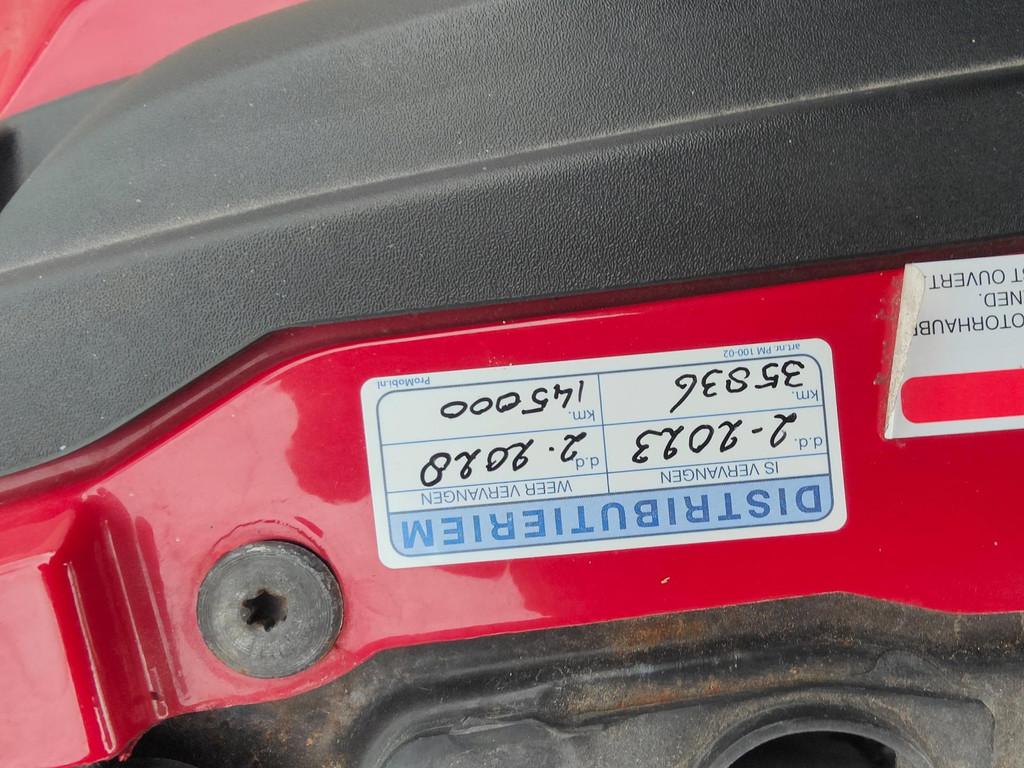 DISTRIBUTIERIEM
IS VERVANGEN WEER VERVANGEN
d.d. 2-2023 d.d 2.2028
km. 35836 km. 145000
art.nr. PM 100-02 ProMobi.nl
OTORHAUBE
NED.
ST OUVERT.